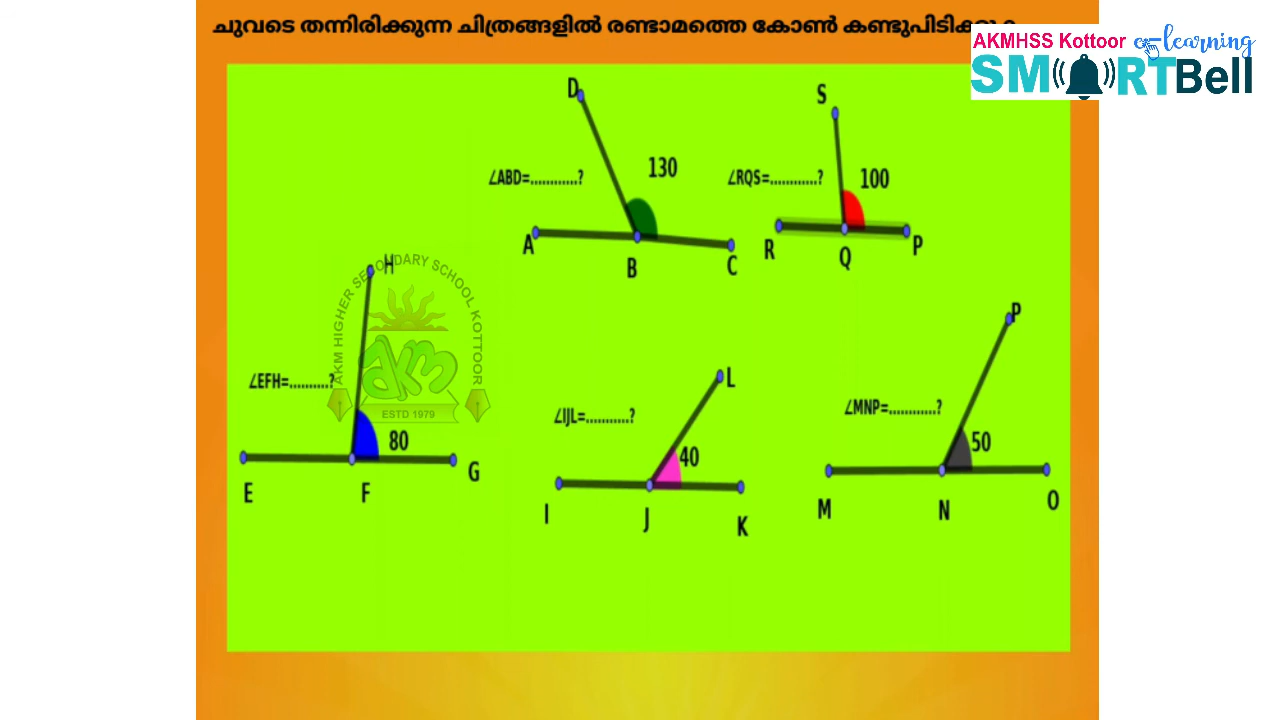 ചുവടെ തന്നിരിക്കുന്ന ചിത്രങ്ങളിൽ രണ്ടാമത്തെ കോൺ
AKMHSS Kottoor e-learning
SMARTBell
D
S
∠ABD=............?
130
∠RQS=............?
100
A
B
C
R
Q
P
H
AKM HIGHER SECONDARY SCHOOL KOTTOOR
akm
ESTD 1979
∠EFH=..........?
80
E
F
G
L
∠IJL=...........?
40
I
J
K
P
∠MNP=............?
50
M
N
O